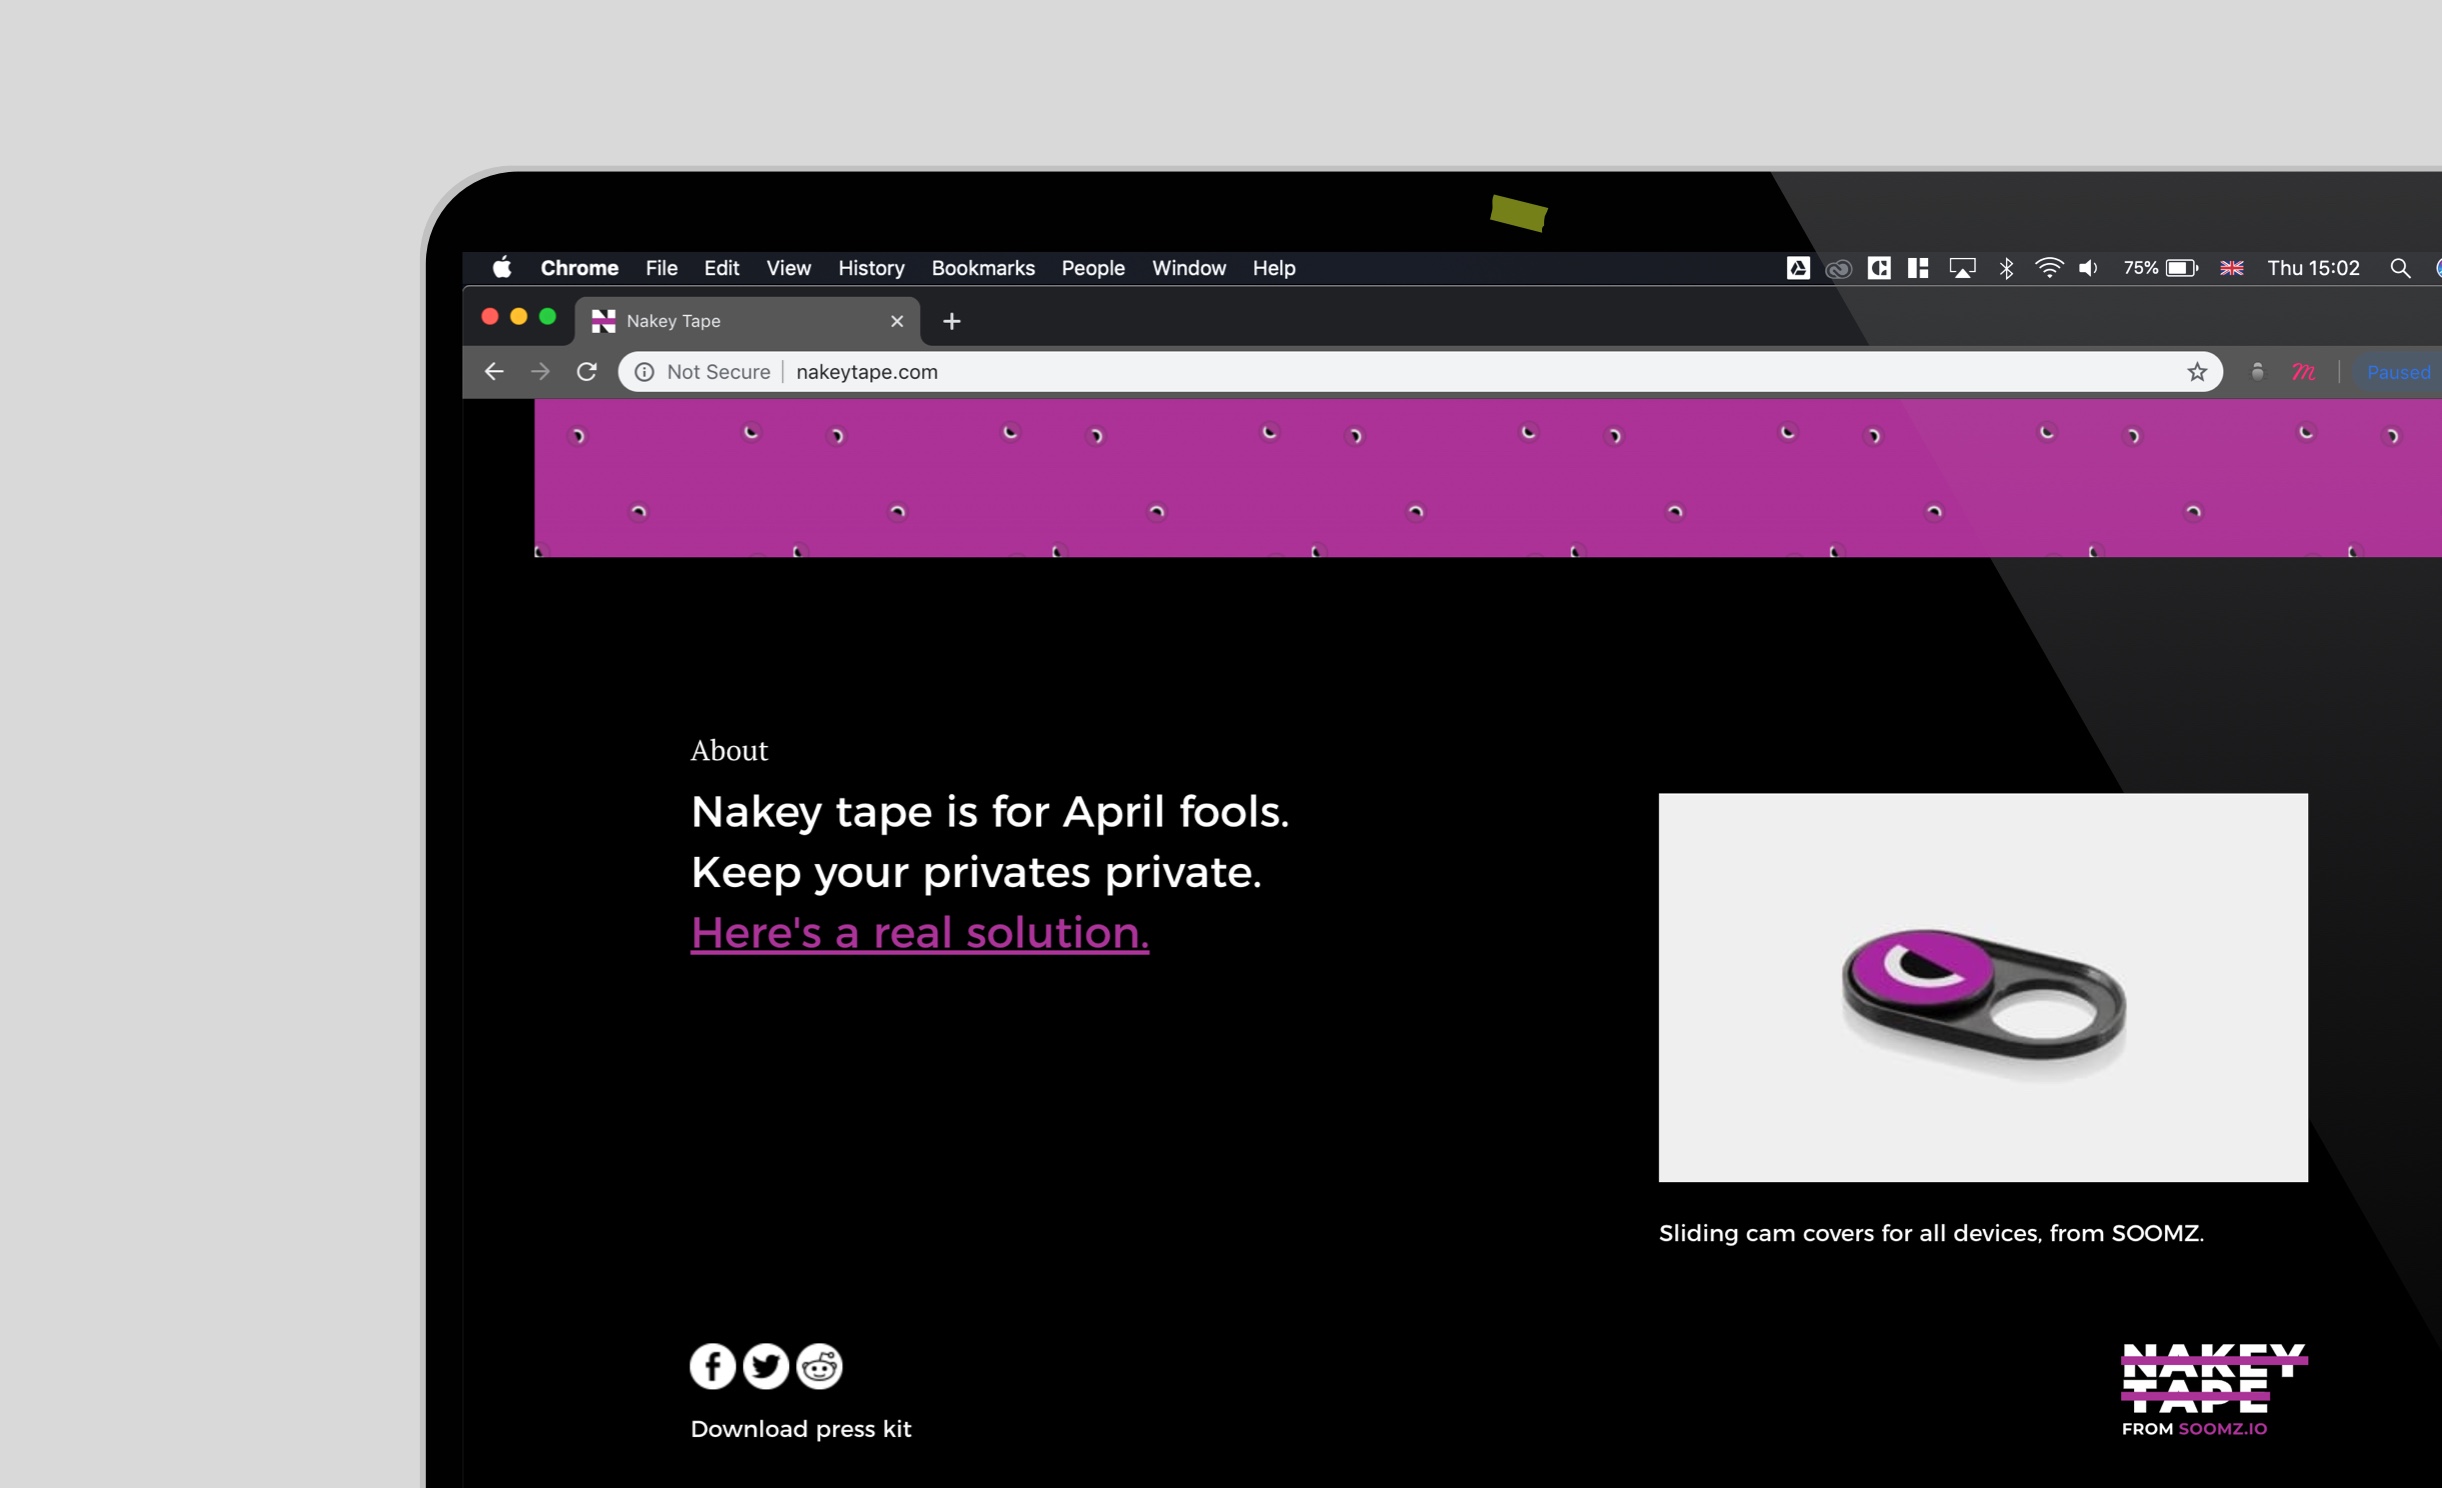 Chrome File Edit View History Bookmarks People Window Help 75% Thu 15:02
Nakey Tape
Not Secure nakeytape.com Paused
About
Nakey tape is for April fools.
Keep your privates private.
Here's a real solution.
Sliding cam covers for all devices, from SOOMZ.
Download press kit
NAKEY
TAPE
FROM SOOMZ.IO